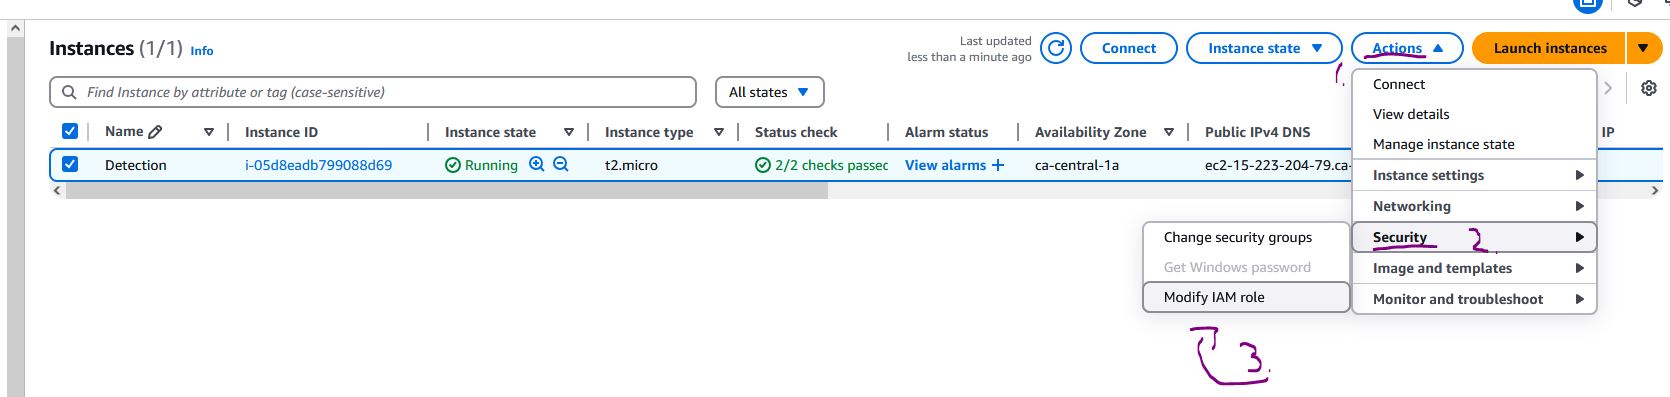 Instances (1/1) Info
Last updated
less than a minute ago
Connect
Instance state
Actions
Launch instances
1.
Find Instance by attribute or tag (case-sensitive)
All states
Name Instance ID Instance state Instance type Status check Alarm status Availability Zone Public IPv4 DNS IP
Detection i-05d8eadb799088d69 Running t2.micro 2/2 checks passed View alarms + ca-central-1a ec2-15-223-204-79.ca-
Connect
View details
Manage instance state
Instance settings
Networking
Security 2.
Image and templates
Monitor and troubleshoot
Change security groups
Get Windows password
Modify IAM role
3.